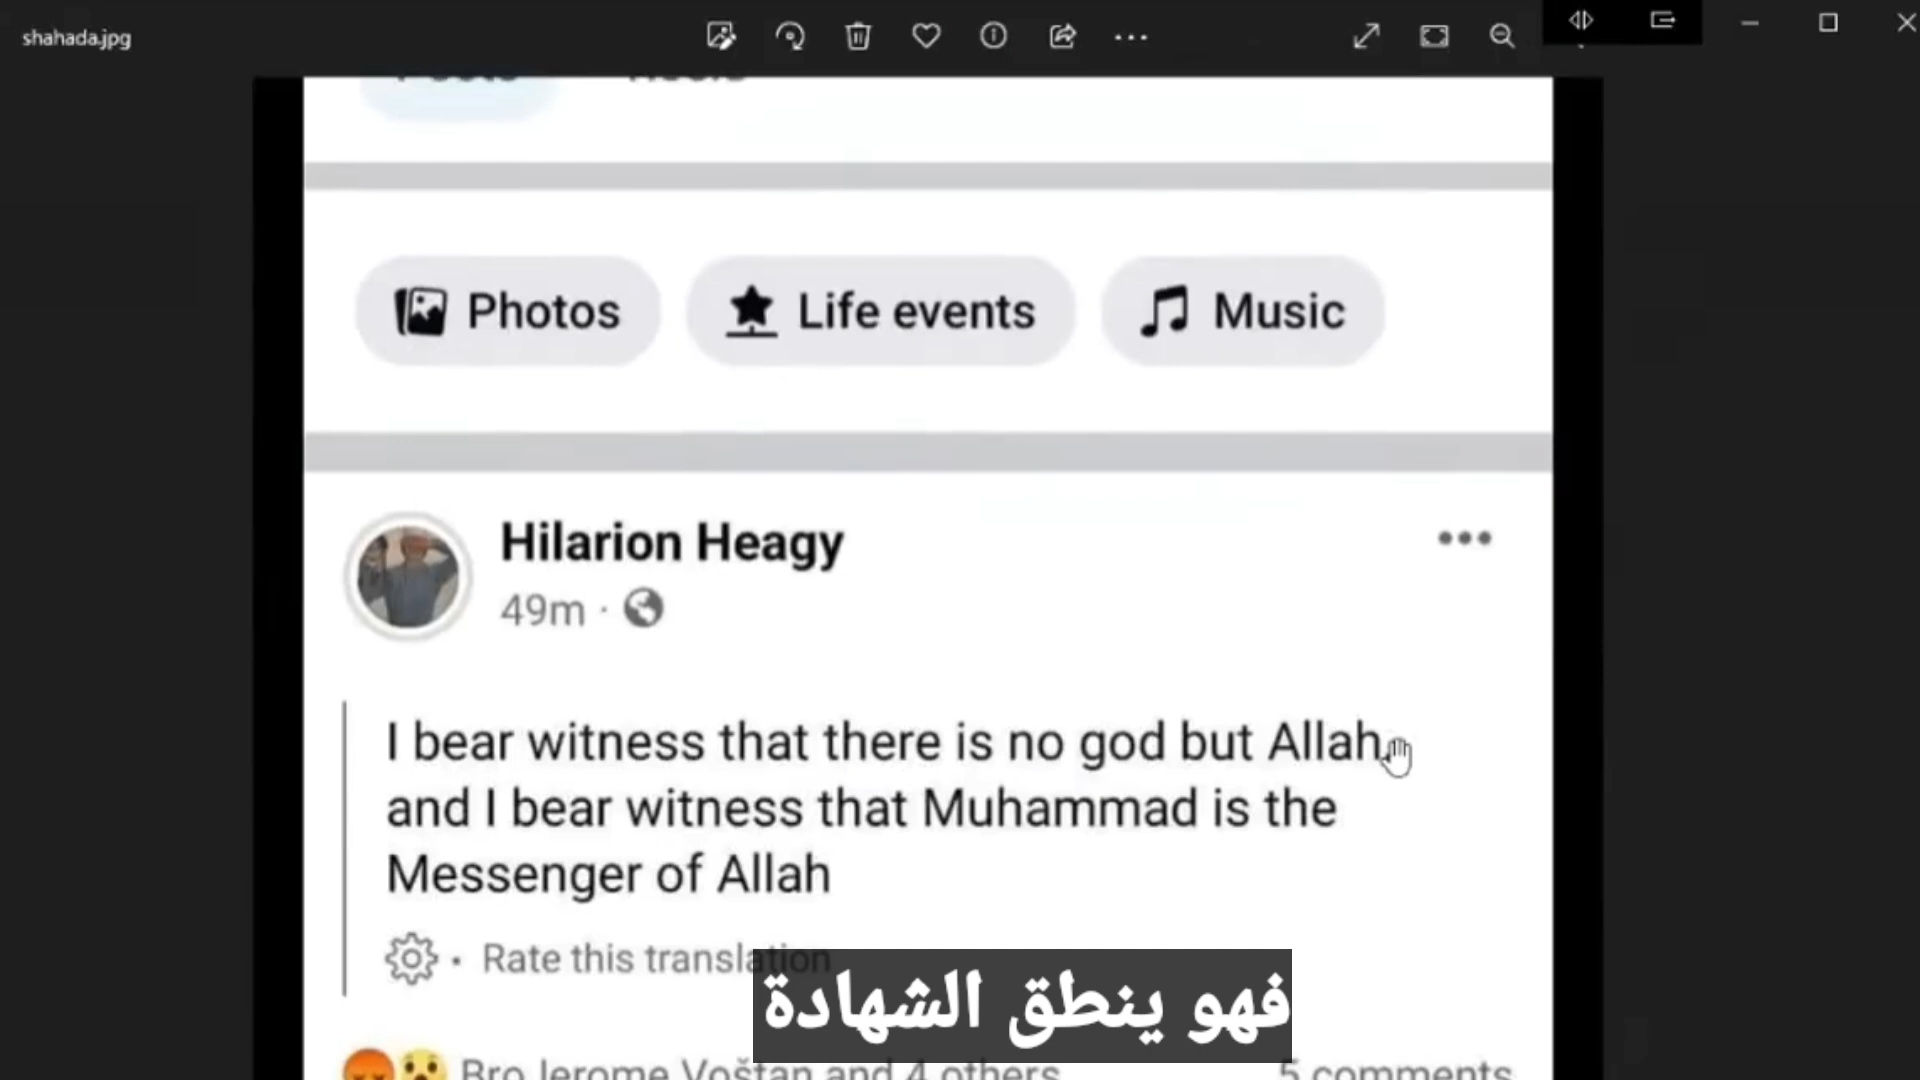 shahada.jpg
Photos
Life events
Music
Hilarion Heagy
49m ·
I bear witness that there is no god but Allah
and I bear witness that Muhammad is the
Messenger of Allah
· Rate this translation
فهو ينطق الشهادة
Bro Jerome Voštan and 4 others
5 comments